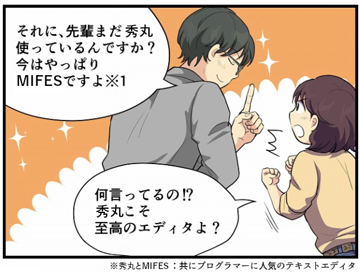 それに、先輩まだ秀丸
使っているんですか?
今はやっぱり
MIFESですよ※1
何言ってるの!?
秀丸こそ
至高のエディタよ?
※秀丸とMIFES：共にプログラマーに人気のテキストエディタ